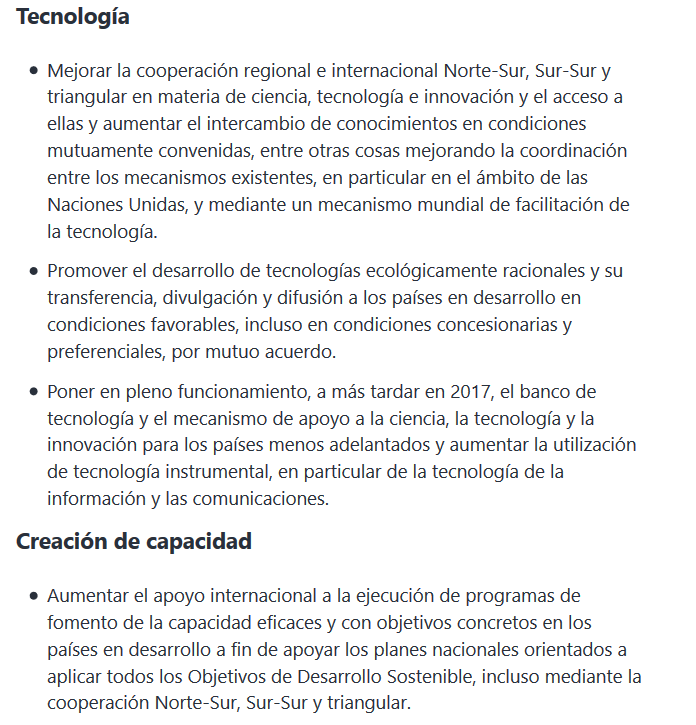 Tecnología
• Mejorar la cooperación regional e internacional Norte-Sur, Sur-Sur y
triangular en materia de ciencia, tecnología e innovación y el acceso a
ellas y aumentar el intercambio de conocimientos en condiciones
mutuamente convenidas, entre otras cosas mejorando la coordinación
entre los mecanismos existentes, en particular en el ámbito de las
Naciones Unidas, y mediante un mecanismo mundial de facilitación de
la tecnología.
• Promover el desarrollo de tecnologías ecológicamente racionales y su
transferencia, divulgación y difusión a los países en desarrollo en
condiciones favorables, incluso en condiciones concesionarias y
preferenciales, por mutuo acuerdo.
• Poner en pleno funcionamiento, a más tardar en 2017, el banco de
tecnología y el mecanismo de apoyo a la ciencia, la tecnología y la
innovación para los países menos adelantados y aumentar la utilización
de tecnología instrumental, en particular de la tecnología de la
información y las comunicaciones.
Creación de capacidad
• Aumentar el apoyo internacional a la ejecución de programas de
fomento de la capacidad eficaces y con objetivos concretos en los
países en desarrollo a fin de apoyar los planes nacionales orientados a
aplicar todos los Objetivos de Desarrollo Sostenible, incluso mediante la
cooperación Norte-Sur, Sur-Sur y triangular.